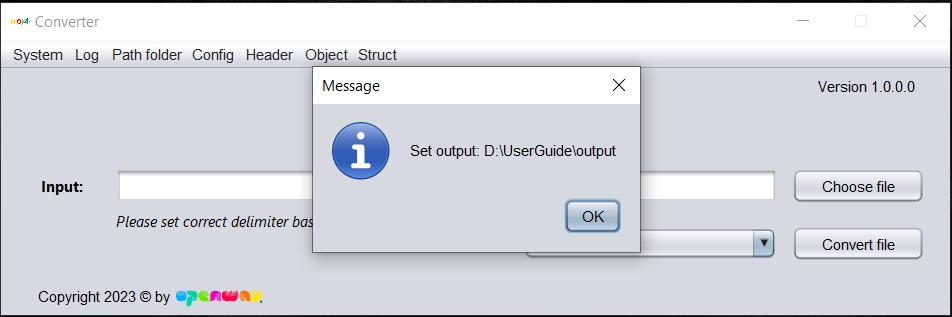 Converter
System Log Path folder Config Header Object Struct
Message
Version 1.0.0.0
Set output: D:\UserGuide\output
Input:
Choose file
Please set correct delimiter bas
OK
Convert file
Copyright 2023 © by openway.